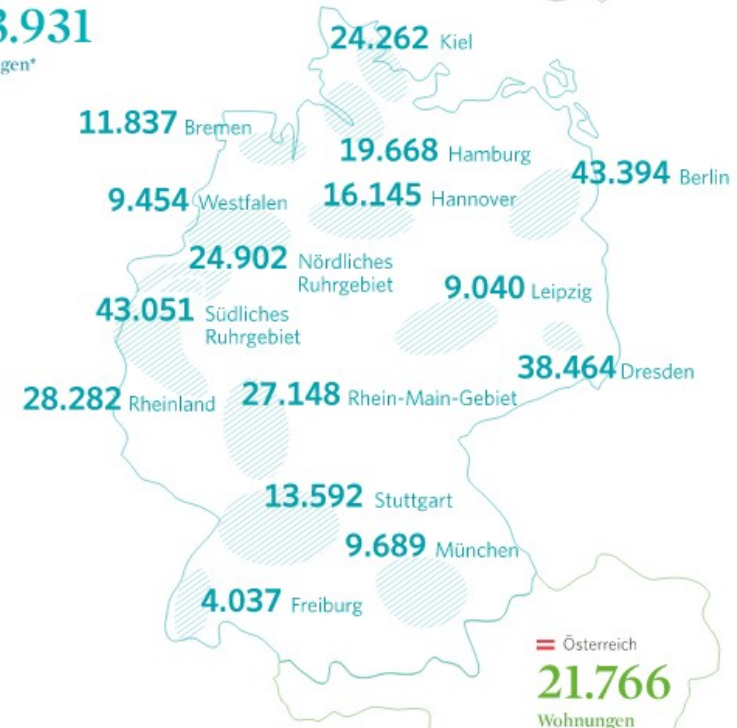 3.931
gen*
24.262 Kiel
11.837 Bremen
19.668 Hamburg
43.394 Berlin
9.454 Westfalen
16.145 Hannover
24.902 Nördliches
Ruhrgebiet
9.040 Leipzig
43.051 Südliches
Ruhrgebiet
38.464 Dresden
28.282 Rheinland
27.148 Rhein-Main-Gebiet
13.592 Stuttgart
9.689 München
4.037 Freiburg
Österreich
21.766
Wohnungen